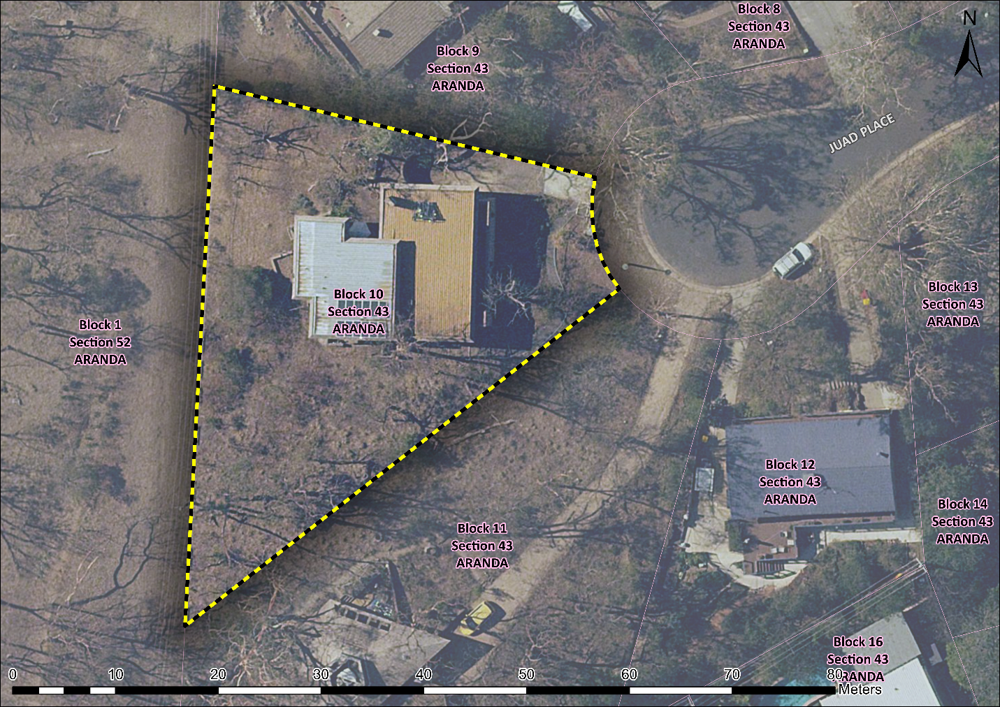 Block 8
Section 43
ARANDA
N
Block 9
Section 43
ARANDA
JUAD PLACE
Block 10
Section 43
ARANDA
Block 13
Section 43
ARANDA
Block 1
Section 52
ARANDA
Block 12
Section 43
ARANDA
Block 14
Section 43
ARANDA
Block 11
Section 43
ARANDA
Block 16
Section 43
ARANDA
0 10 20 30 40 50 60 70 80
Meters